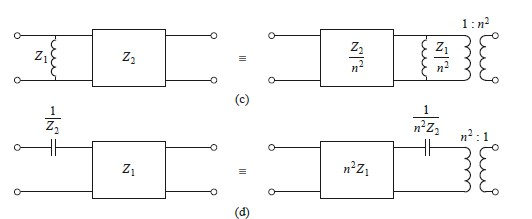 1 : n²
Z₁
Z₂
≡
Z₂/n²
Z₁/n²
(c)
1/Z₂
Z₁
≡
n²Z₁
1/n²Z₂
n² : 1
(d)